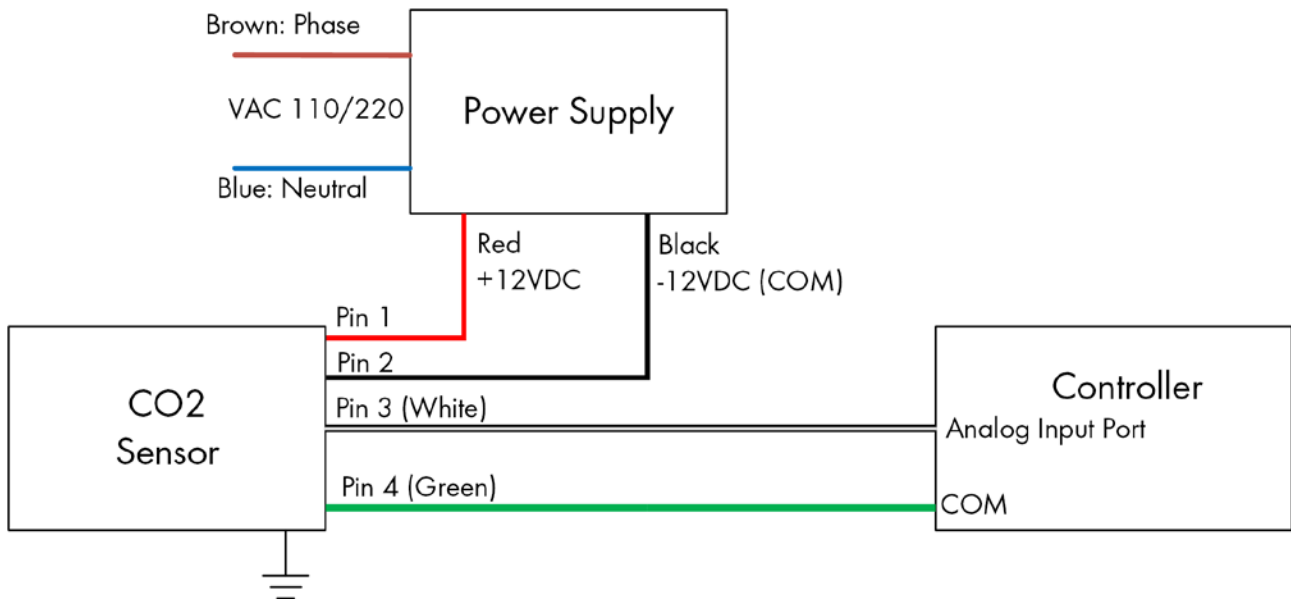 Brown: Phase
VAC 110/220
Power Supply
Blue: Neutral
Red
+12VDC
Black
-12VDC (COM)
Pin 1
Pin 2
Pin 3 (White)
Pin 4 (Green)
CO2
Sensor
Controller
Analog Input Port
COM